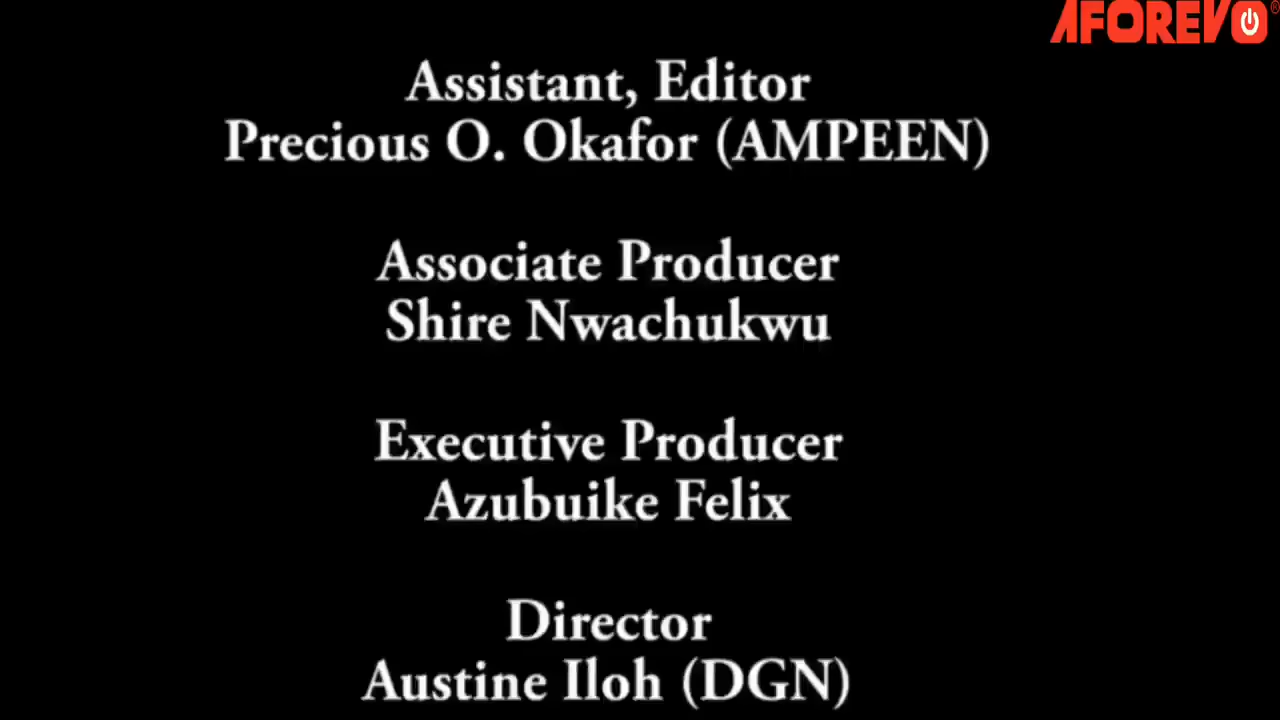 AFOREVO®
Assistant, Editor
Precious O. Okafor (AMPEEN)
Associate Producer
Shire Nwachukwu
Executive Producer
Azubuike Felix
Director
Austine Iloh (DGN)